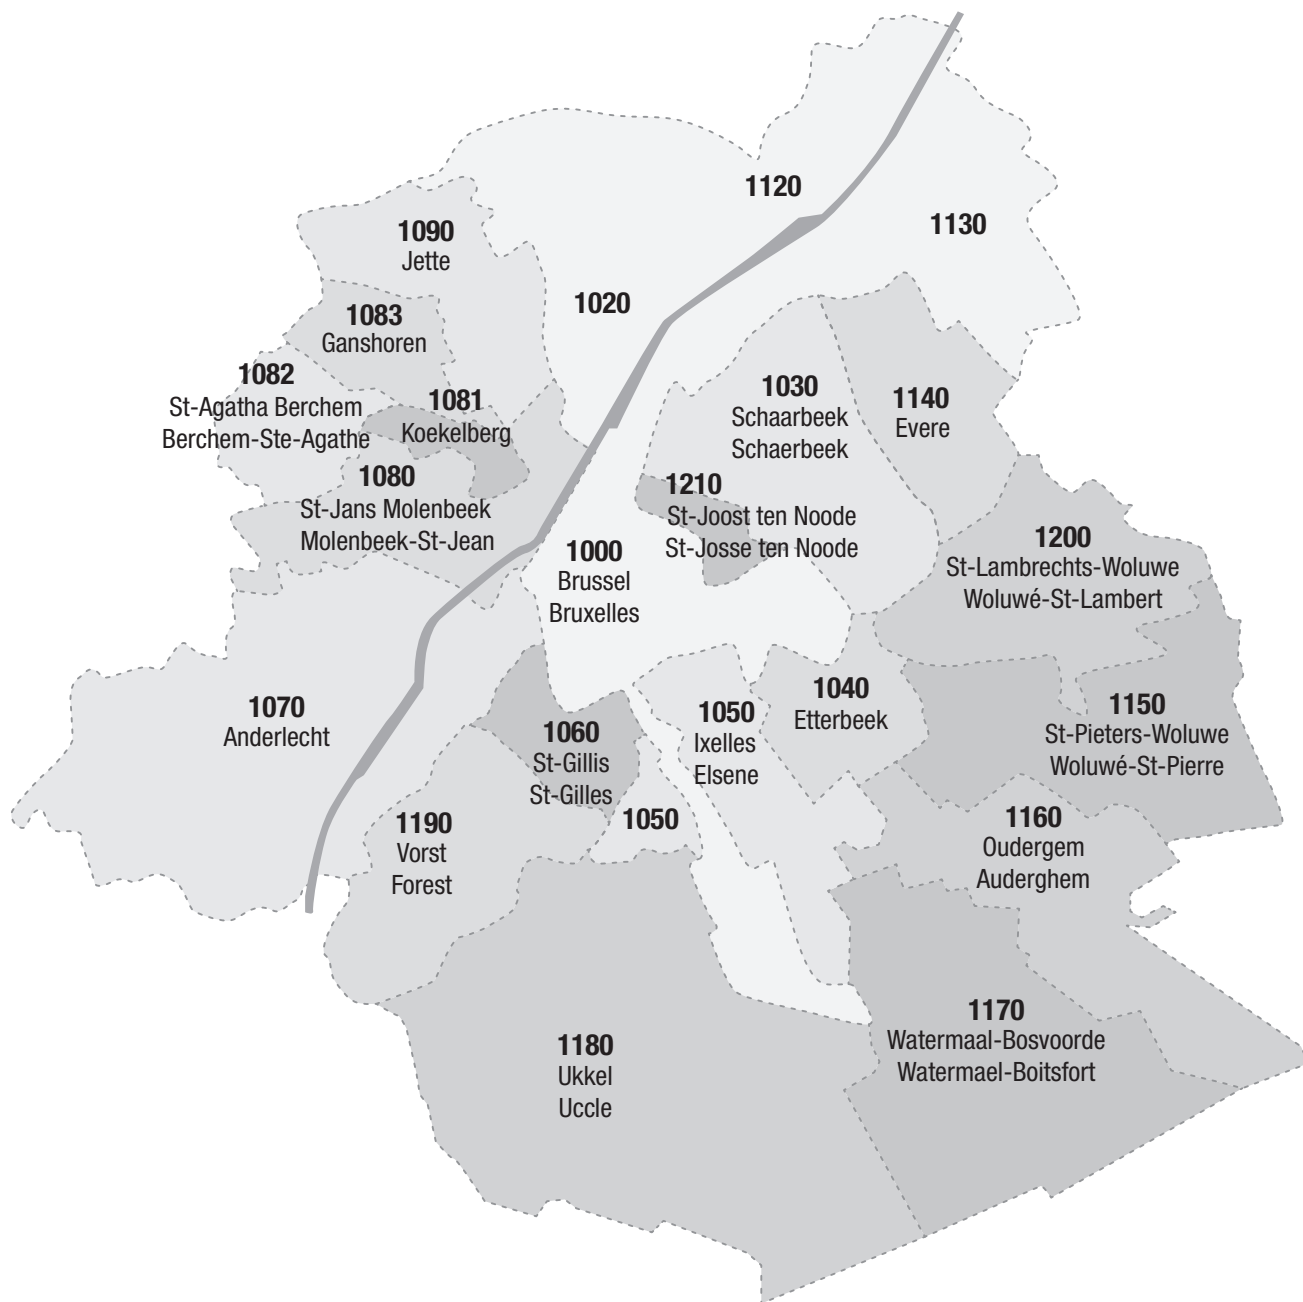 1120
1130
1090
Jette
1020
1083
Ganshoren
1082
St-Agatha Berchem
Berchem-Ste-Agathe
1081
Koekelberg
1030
Schaarbeek
Schaerbeek
1140
Evere
1080
St-Jans Molenbeek
Molenbeek-St-Jean
1210
St-Joost ten Noode
St-Josse ten Noode
1000
Brussel
Bruxelles
1200
St-Lambrechts-Woluwe
Woluwé-St-Lambert
1070
Anderlecht
1060
St-Gillis
St-Gilles
1050
Ixelles
Elsene
1040
Etterbeek
1150
St-Pieters-Woluwe
Woluwé-St-Pierre
1190
Vorst
Forest
1050
1160
Oudergem
Auderghem
1180
Ukkel
Uccle
1170
Watermaal-Bosvoorde
Watermael-Boitsfort